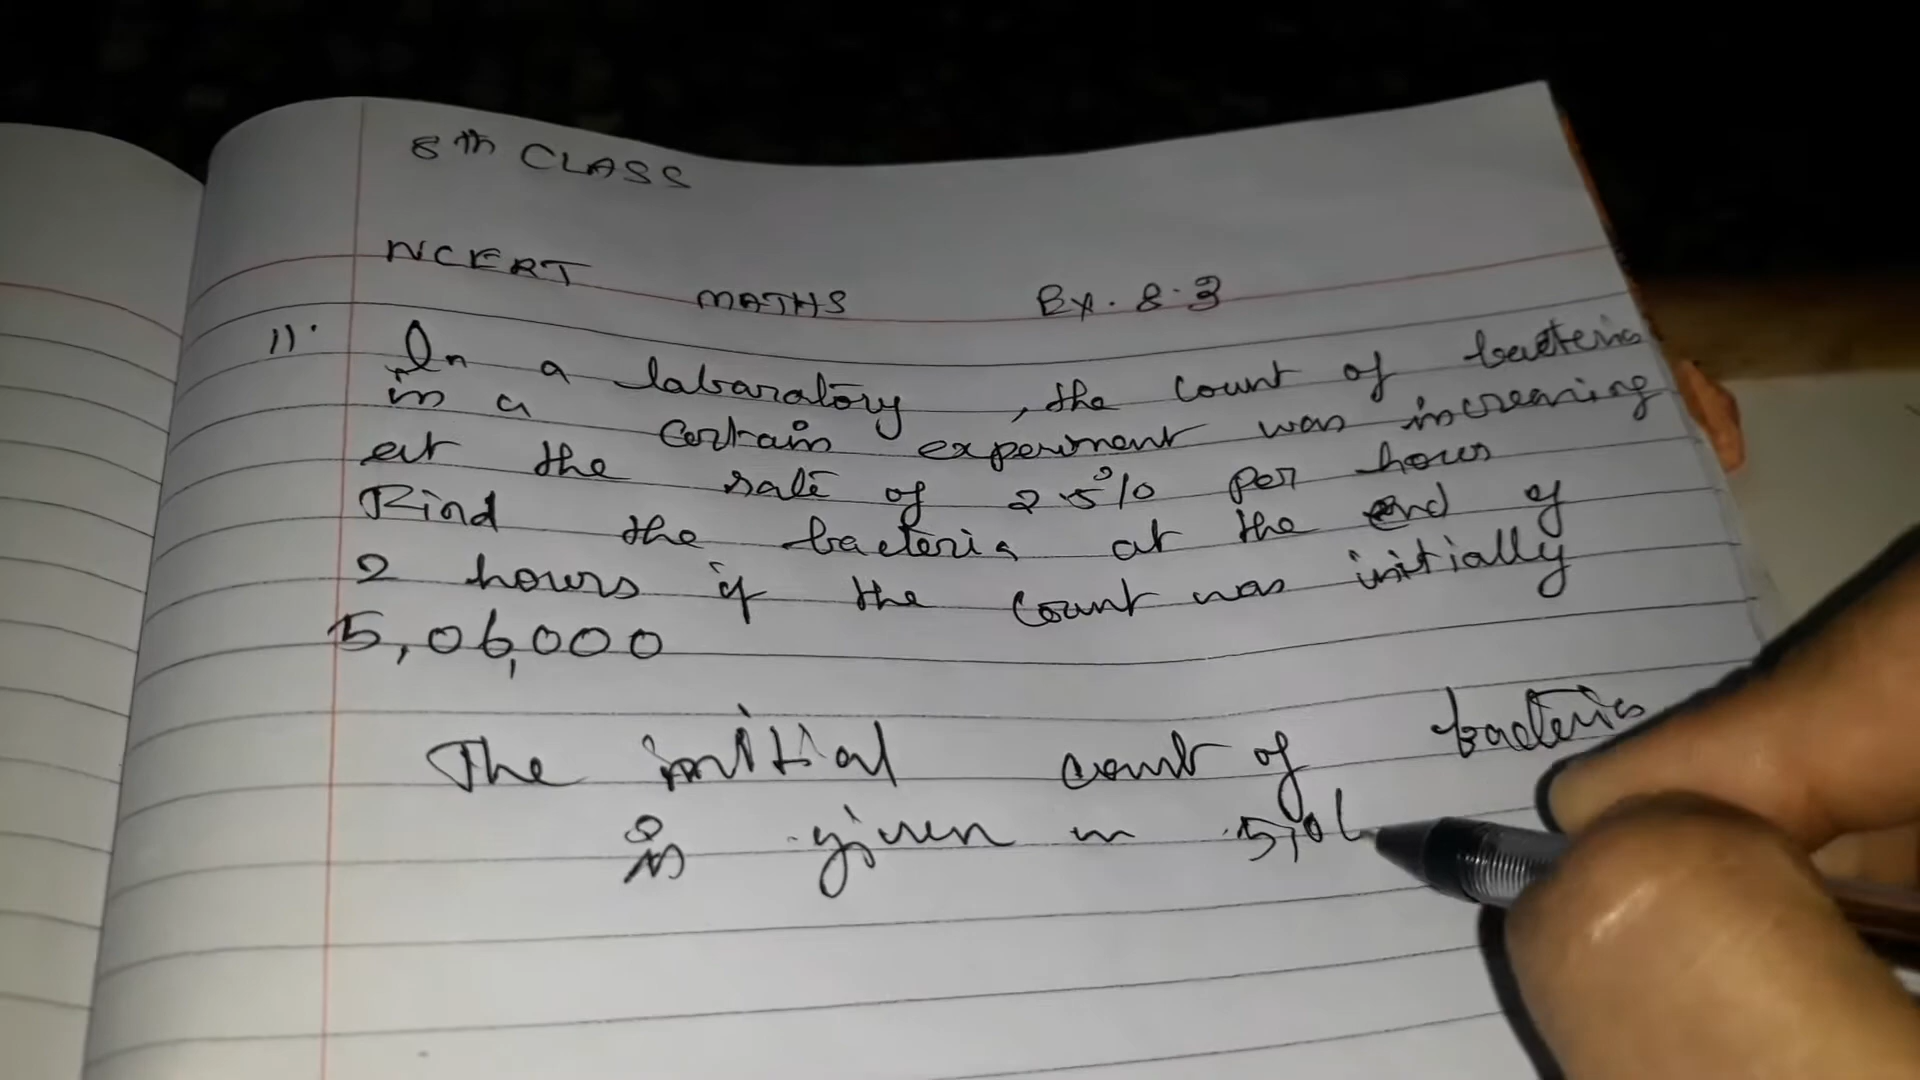 8th CLASS
NCERT MATHS Ex. 8.3
11. In a labaratory, the count of bacteria
in a certain experiment was increasing
at the rate of 2.5% per hour
Find the bacteria at the end of
2 hours if the count was initially
5,06,000
The initial count of bacteria
is given in 5,06